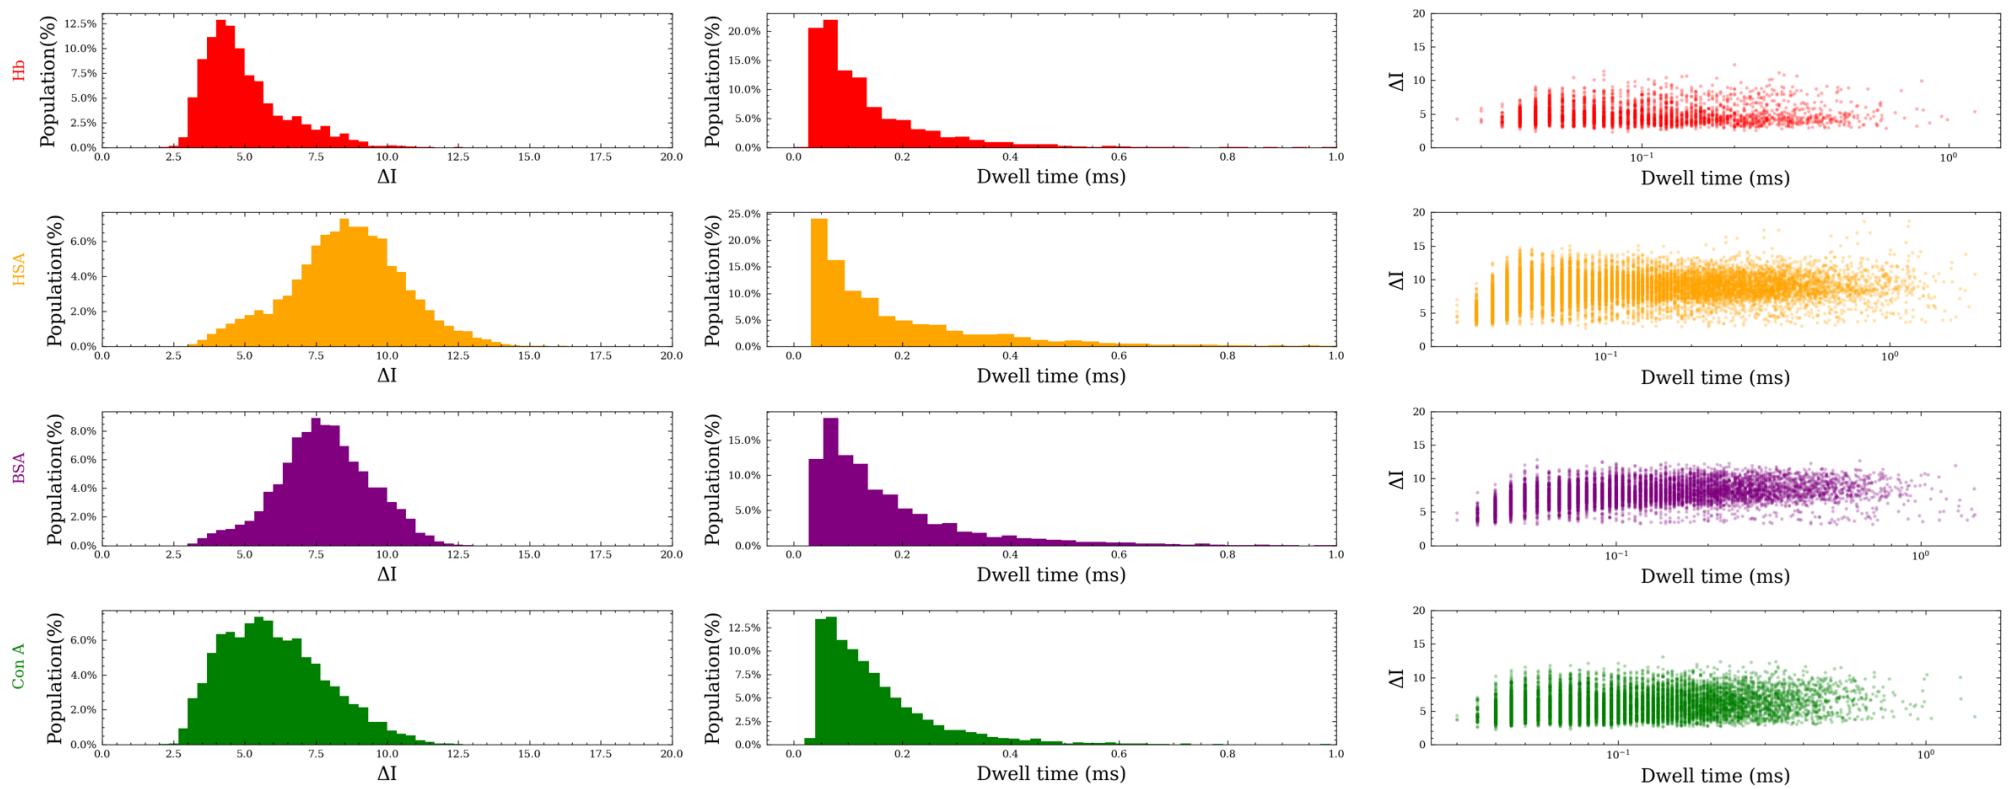 Hb
Population(%)
12.5%
10.0%
7.5%
5.0%
2.5%
0.0%
0.0 2.5 5.0 7.5 10.0 12.5 15.0 17.5 20.0
ΔI
Population(%)
20.0%
15.0%
10.0%
5.0%
0.0%
0.0 0.2 0.4 0.6 0.8 1.0
Dwell time (ms)
ΔI
20
15
10
5
0
10⁻¹ 10⁰
Dwell time (ms)
HSA
Population(%)
6.0%
4.0%
2.0%
0.0%
0.0 2.5 5.0 7.5 10.0 12.5 15.0 17.5 20.0
ΔI
Population(%)
25.0%
20.0%
15.0%
10.0%
5.0%
0.0%
0.0 0.2 0.4 0.6 0.8 1.0
Dwell time (ms)
ΔI
20
15
10
5
0
10⁻¹ 10⁰
Dwell time (ms)
BSA
Population(%)
8.0%
6.0%
4.0%
2.0%
0.0%
0.0 2.5 5.0 7.5 10.0 12.5 15.0 17.5 20.0
ΔI
Population(%)
15.0%
10.0%
5.0%
0.0%
0.0 0.2 0.4 0.6 0.8 1.0
Dwell time (ms)
ΔI
20
15
10
5
0
10⁻¹ 10⁰
Dwell time (ms)
Con A
Population(%)
6.0%
4.0%
2.0%
0.0%
0.0 2.5 5.0 7.5 10.0 12.5 15.0 17.5 20.0
ΔI
Population(%)
12.5%
10.0%
7.5%
5.0%
2.5%
0.0%
0.0 0.2 0.4 0.6 0.8 1.0
Dwell time (ms)
ΔI
20
15
10
5
0
10⁻¹ 10⁰
Dwell time (ms)